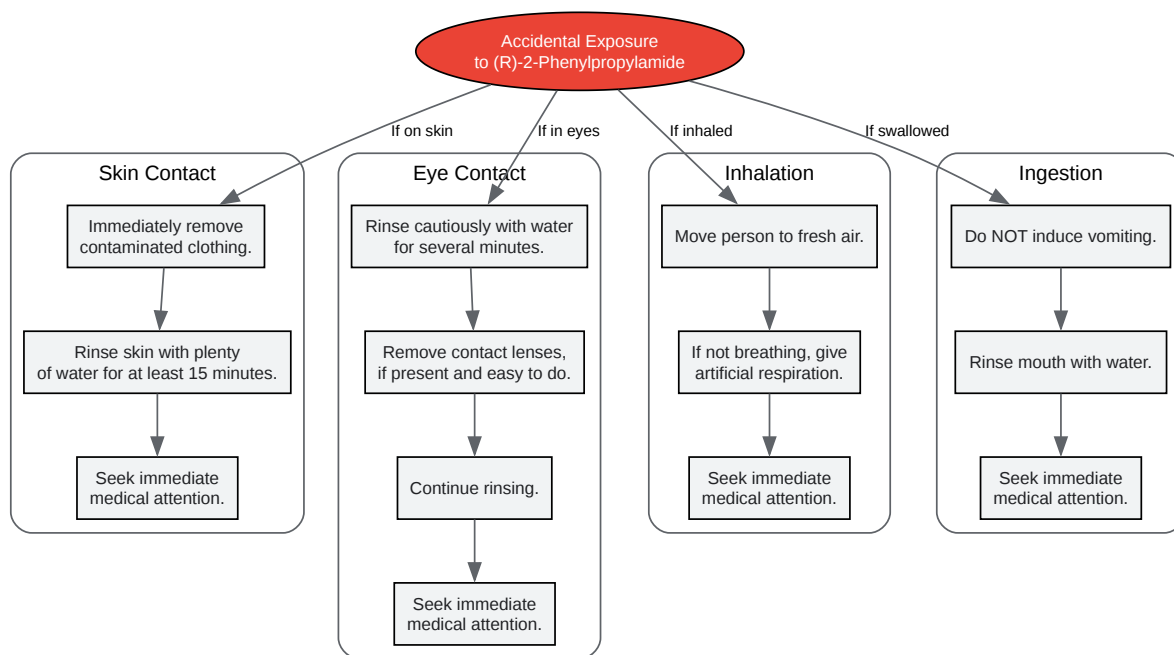 Accidental Exposure
to (R)-2-Phenylpropylamide
If on skin
If in eyes
If inhaled
If swallowed
Skin Contact
Immediately remove
contaminated clothing.
Rinse skin with plenty
of water for at least 15 minutes.
Seek immediate
medical attention.
Eye Contact
Rinse cautiously with water
for several minutes.
Remove contact lenses,
if present and easy to do.
Continue rinsing.
Seek immediate
medical attention.
Inhalation
Move person to fresh air.
If not breathing, give
artificial respiration.
Seek immediate
medical attention.
Ingestion
Do NOT induce vomiting.
Rinse mouth with water.
Seek immediate
medical attention.